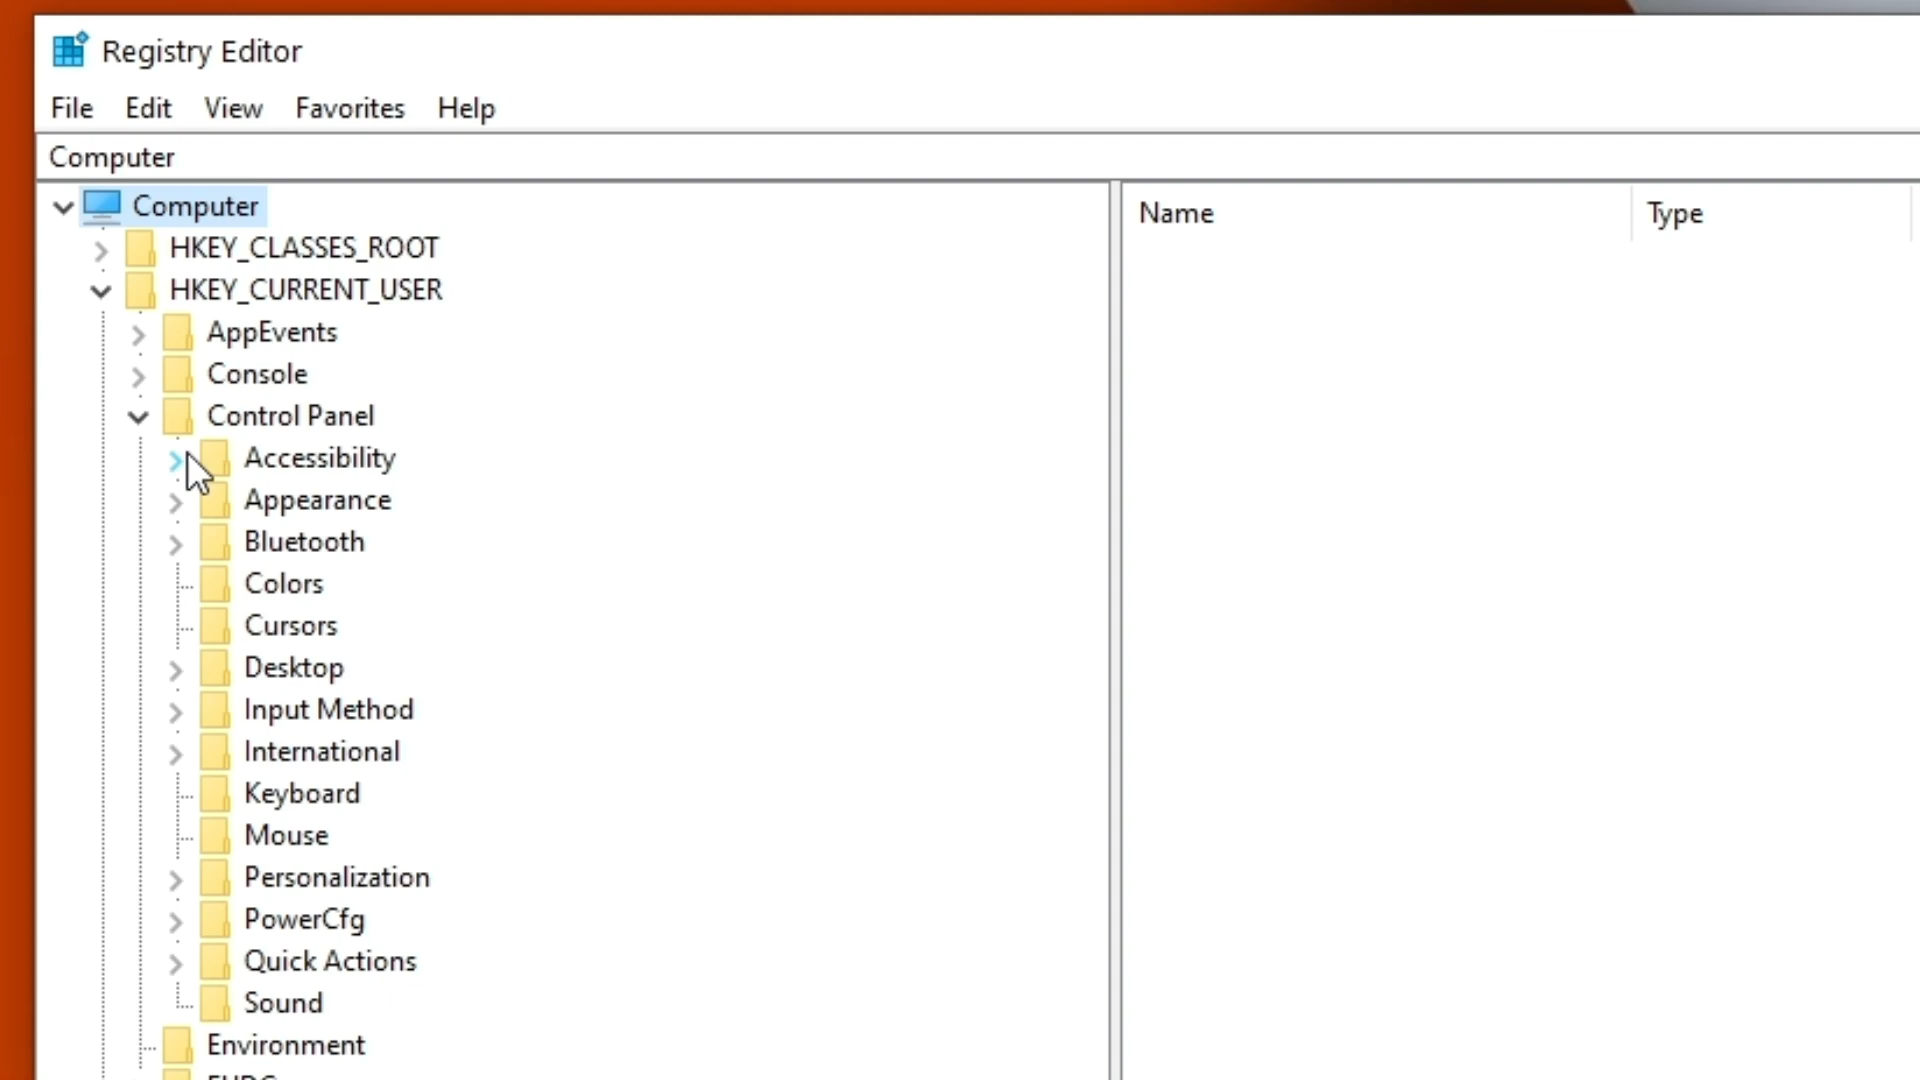 Registry Editor
File Edit View Favorites Help
Computer
Computer
HKEY_CLASSES_ROOT
HKEY_CURRENT_USER
AppEvents
Console
Control Panel
Accessibility
Appearance
Bluetooth
Colors
Cursors
Desktop
Input Method
International
Keyboard
Mouse
Personalization
PowerCfg
Quick Actions
Sound
Environment
Name Type